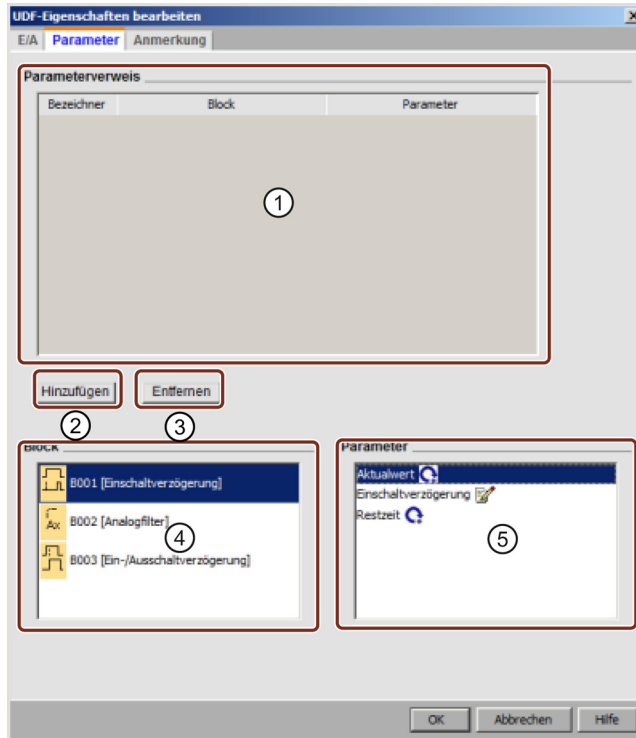 UDF-Eigenschaften bearbeiten
E/A Parameter Anmerkung
Parameterverweis
Bezeichner Block Parameter
1
Hinzufügen Entfernen
2 3
Block Parameter
B001 [Einschaltverzögerung]
Ax B002 [Analogfilter]
B003 [Ein-/Ausschaltverzögerung]
4
Aktualwert
Einschaltverzögerung
Restzeit
5
OK Abbrechen Hilfe